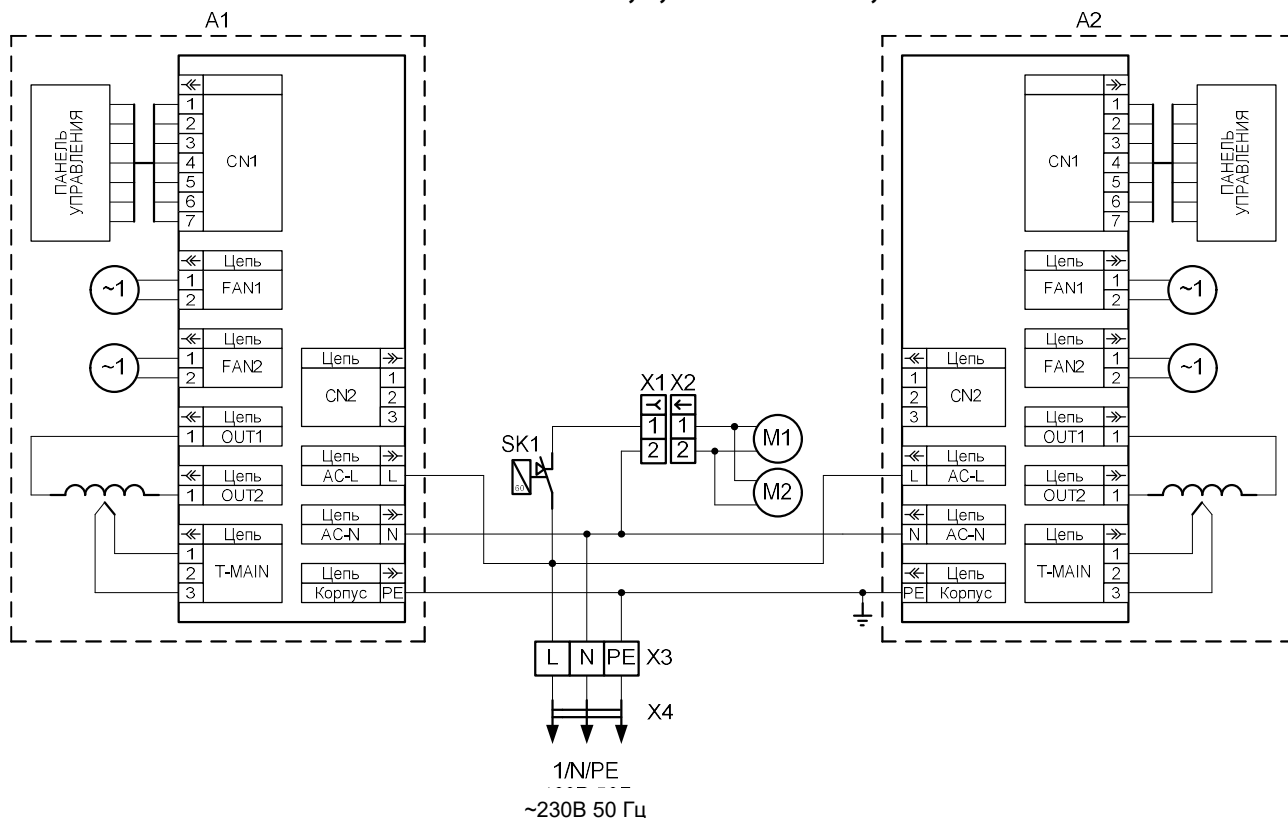 A1
A2
ПАНЕЛЬ
УПРАВЛЕНИЯ
1
2
3
4
5
6
7
CN1
Цепь
1
2
FAN1
~1
Цепь
1
2
FAN2
~1
Цепь
1
OUT1
Цепь
1
OUT2
Цепь
1
2
3
T-MAIN
Цепь
CN2
1
2
3
Цепь
AC-L
L
Цепь
AC-N
N
Цепь
Корпус
PE
SK1
60
X1
X2
1
1
2
2
M1
M2
L
N
PE
X3
X4
1/N/PE
~230В 50 Гц
CN1
1
2
3
4
5
6
7
ПАНЕЛЬ
УПРАВЛЕНИЯ
Цепь
FAN1
1
2
~1
Цепь
FAN2
1
2
~1
Цепь
OUT1
1
Цепь
OUT2
1
Цепь
T-MAIN
1
2
3
Цепь
1
2
3
CN2
Цепь
L
AC-L
Цепь
N
AC-N
Цепь
PE
Корпус